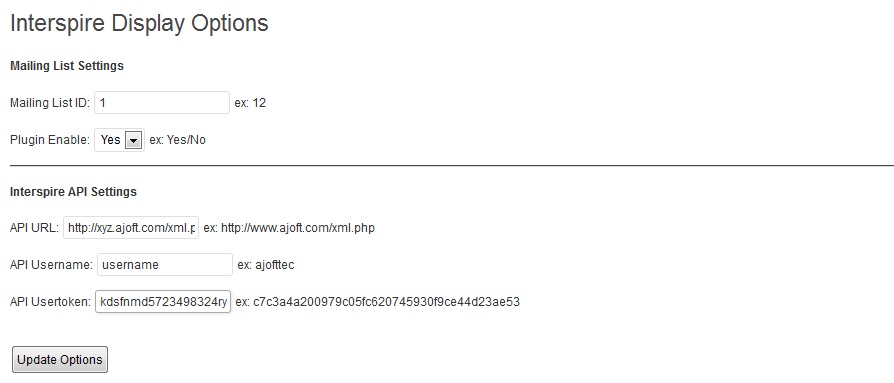 Interspire Display Options
Mailing List Settings
Mailing List ID: 1 ex: 12
Plugin Enable: Yes ex: Yes/No
Interspire API Settings
API URL: http://xyz.ajoft.com/xml.p ex: http://www.ajoft.com/xml.php
API Username: username ex: ajofttec
API Usertoken: kdsfnmd5723498324ry ex: c7c3a4a200979c05fc620745930f9ce44d23ae53
Update Options